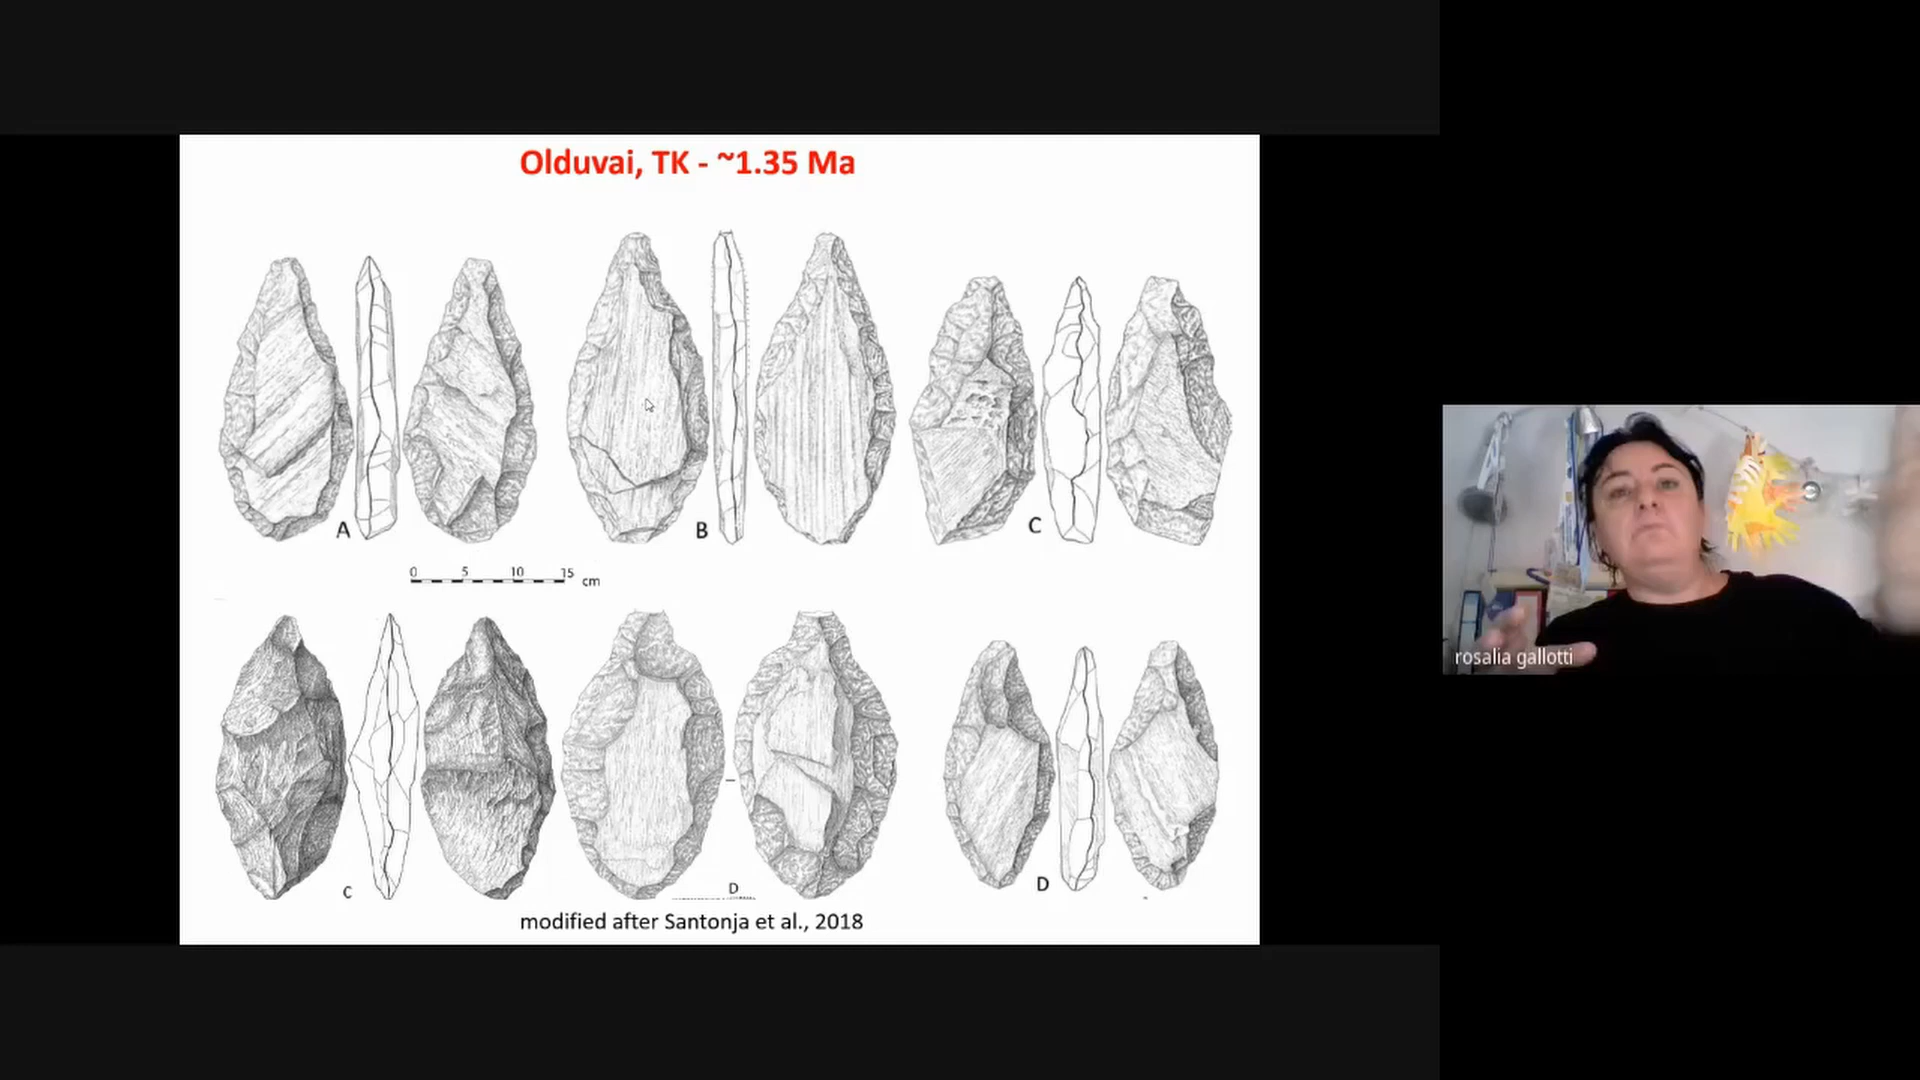 Olduvai, TK - ~1.35 Ma
A
B
C
0 5 10 15 cm
C
D
D
modified after Santonja et al., 2018
rosalia gallotti